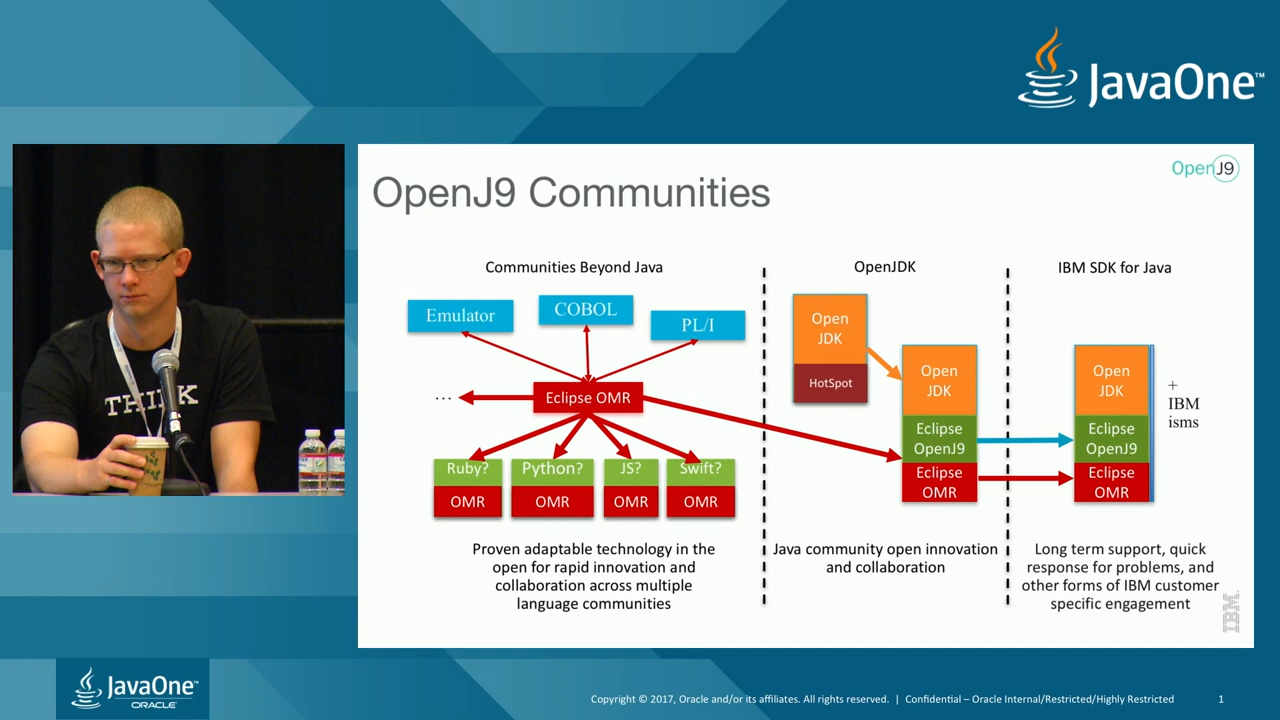 JavaOne™
OpenJ9
OpenJ9 Communities
Communities Beyond Java
OpenJDK
IBM SDK for Java
Emulator
COBOL
PL/I
Eclipse OMR
...
Ruby?
OMR
Python?
OMR
JS?
OMR
Swift?
OMR
Open
JDK
HotSpot
Open
JDK
Eclipse
OpenJ9
Eclipse
OMR
Open
JDK
Eclipse
OpenJ9
Eclipse
OMR
+
IBM
isms
Proven adaptable technology in the
open for rapid innovation and
collaboration across multiple
language communities
Java community open innovation
and collaboration
Long term support, quick
response for problems, and
other forms of IBM customer
specific engagement
IBM
THINK
JavaOne™
ORACLE
Copyright © 2017, Oracle and/or its affiliates. All rights reserved. | Confidential – Oracle Internal/Restricted/Highly Restricted 1